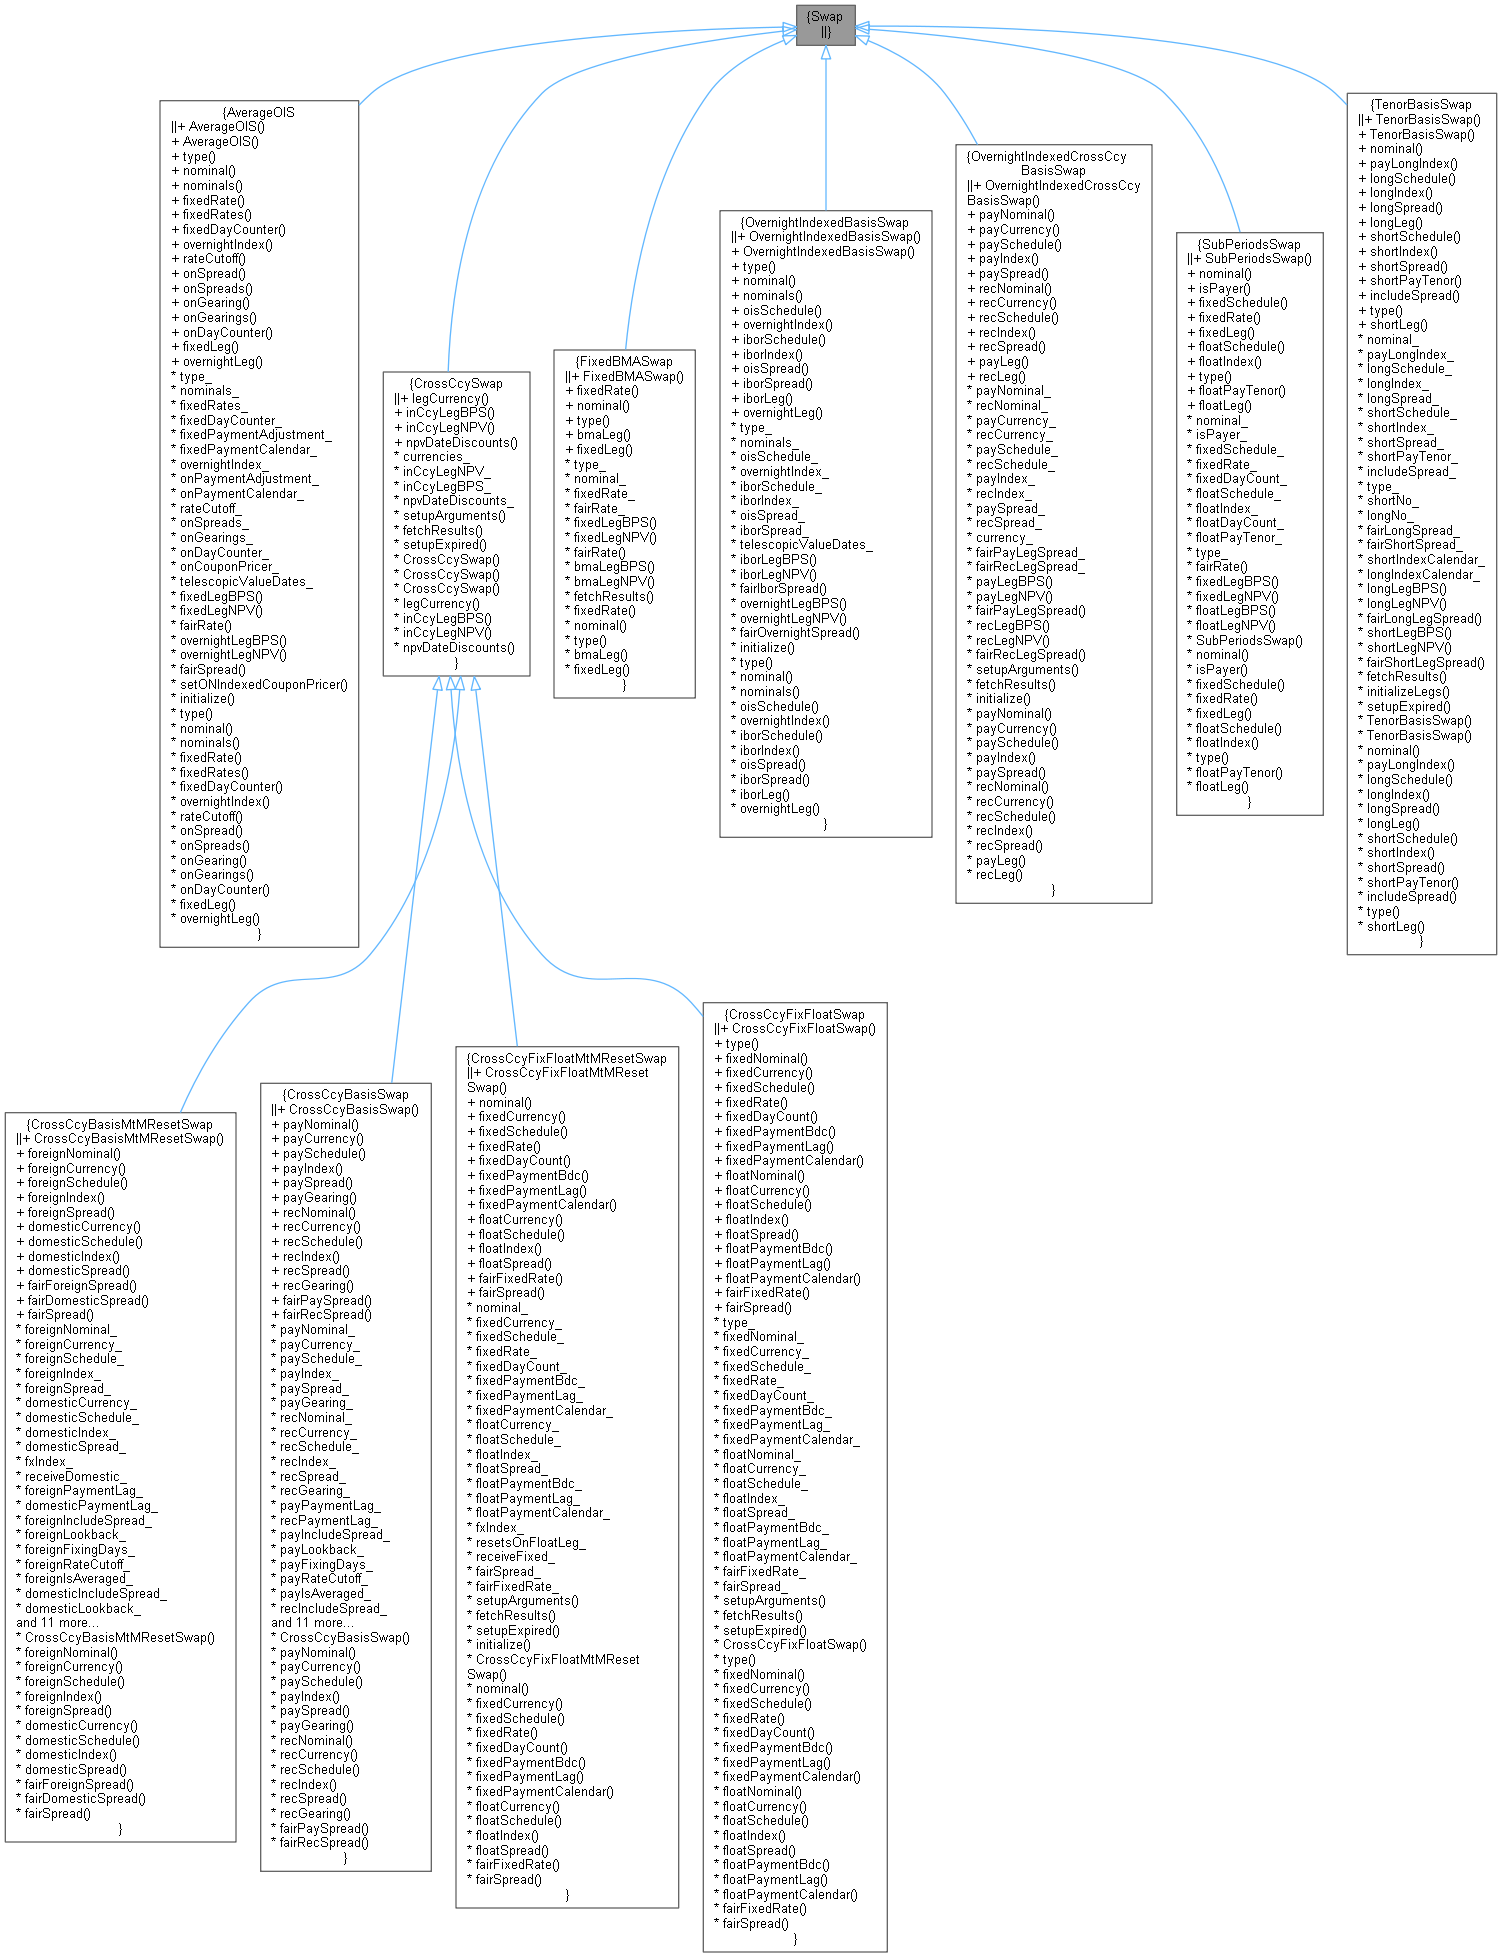 {Swap
||}
{AverageOIS
||+ AverageOIS()
+ AverageOIS()
+ type()
+ nominal()
+ nominals()
+ fixedRate()
+ fixedRates()
+ fixedDayCounter()
+ overnightIndex()
+ rateCutoff()
+ onSpread()
+ onSpreads()
+ onGearing()
+ onGearings()
+ onDayCounter()
+ fixedLeg()
+ overnightLeg()
* type_
* nominals_
* fixedRates_
* fixedDayCounter_
* fixedPaymentAdjustment_
* fixedPaymentCalendar_
* overnightIndex_
* onPaymentAdjustment_
* onPaymentCalendar_
* rateCutoff_
* onSpreads_
* onGearings_
* onDayCounter_
* onCouponPricer_
* telescopicValueDates_
* fixedLegBPS()
* fixedLegNPV()
* fairRate()
* overnightLegBPS()
* overnightLegNPV()
* fairSpread()
* setONIndexedCouponPricer()
* initialize()
* type()
* nominal()
* nominals()
* fixedRate()
* fixedRates()
* fixedDayCounter()
* overnightIndex()
* rateCutoff()
* onSpread()
* onSpreads()
* onGearing()
* onGearings()
* onDayCounter()
* fixedLeg()
* overnightLeg()
}
{CrossCcySwap
||+ legCurrency()
+ inCcyLegBPS()
+ inCcyLegNPV()
+ npvDateDiscounts()
* currencies_
* inCcyLegNPV_
* inCcyLegBPS_
* npvDateDiscounts_
* setupArguments()
* fetchResults()
* setupExpired()
* CrossCcySwap()
* CrossCcySwap()
* CrossCcySwap()
* legCurrency()
* inCcyLegBPS()
* inCcyLegNPV()
* npvDateDiscounts()
}
{FixedBMASwap
||+ FixedBMASwap()
+ fixedRate()
+ nominal()
+ type()
+ bmaLeg()
+ fixedLeg()
* type_
* nominal_
* fixedRate_
* fairRate_
* fixedLegBPS()
* fixedLegNPV()
* fairRate()
* bmaLegBPS()
* bmaLegNPV()
* fetchResults()
* fixedRate()
* nominal()
* type()
* bmaLeg()
* fixedLeg()
}
{OvernightIndexedBasisSwap
||+ OvernightIndexedBasisSwap()
+ OvernightIndexedBasisSwap()
+ type()
+ nominal()
+ nominals()
+ oisSchedule()
+ overnightIndex()
+ iborSchedule()
+ iborIndex()
+ oisSpread()
+ iborSpread()
+ iborLeg()
+ overnightLeg()
* type_
* nominals_
* oisSchedule_
* overnightIndex_
* iborSchedule_
* iborIndex_
* oisSpread_
* iborSpread_
* telescopicValueDates_
* iborLegBPS()
* iborLegNPV()
* fairIborSpread()
* overnightLegBPS()
* overnightLegNPV()
* fairOvernightSpread()
* initialize()
* type()
* nominal()
* nominals()
* oisSchedule()
* overnightIndex()
* iborSchedule()
* iborIndex()
* oisSpread()
* iborSpread()
* iborLeg()
* overnightLeg()
}
{OvernightIndexedCrossCcy
BasisSwap
||+ OvernightIndexedCrossCcy
BasisSwap()
+ payNominal()
+ payCurrency()
+ paySchedule()
+ payIndex()
+ paySpread()
+ recNominal()
+ recCurrency()
+ recSchedule()
+ recIndex()
+ recSpread()
+ payLeg()
+ recLeg()
* payNominal_
* recNominal_
* payCurrency_
* recCurrency_
* paySchedule_
* recSchedule_
* payIndex_
* recIndex_
* paySpread_
* recSpread_
* currency_
* fairPayLegSpread_
* fairRecLegSpread_
* payLegBPS()
* payLegNPV()
* fairPayLegSpread()
* recLegBPS()
* recLegNPV()
* fairRecLegSpread()
* setupArguments()
* fetchResults()
* initialize()
* payNominal()
* payCurrency()
* paySchedule()
* payIndex()
* paySpread()
* recNominal()
* recCurrency()
* recSchedule()
* recIndex()
* recSpread()
* payLeg()
* recLeg()
}
{SubPeriodsSwap
||+ SubPeriodsSwap()
+ nominal()
+ isPayer()
+ fixedSchedule()
+ fixedRate()
+ fixedLeg()
+ floatSchedule()
+ floatIndex()
+ type()
+ floatPayTenor()
+ floatLeg()
* nominal_
* isPayer_
* fixedSchedule_
* fixedRate_
* fixedDayCount_
* floatSchedule_
* floatIndex_
* floatDayCount_
* floatPayTenor_
* type_
* fairRate()
* fixedLegBPS()
* fixedLegNPV()
* floatLegBPS()
* floatLegNPV()
* SubPeriodsSwap()
* nominal()
* isPayer()
* fixedSchedule()
* fixedRate()
* fixedLeg()
* floatSchedule()
* floatIndex()
* type()
* floatPayTenor()
* floatLeg()
}
{TenorBasisSwap
||+ TenorBasisSwap()
+ TenorBasisSwap()
+ nominal()
+ payLongIndex()
+ longSchedule()
+ longIndex()
+ longSpread()
+ longLeg()
+ shortSchedule()
+ shortIndex()
+ shortSpread()
+ shortPayTenor()
+ includeSpread()
+ type()
+ shortLeg()
* nominal_
* payLongIndex_
* longSchedule_
* longIndex_
* longSpread_
* shortSchedule_
* shortIndex_
* shortSpread_
* shortPayTenor_
* includeSpread_
* type_
* shortNo_
* longNo_
* fairLongSpread_
* fairShortSpread_
* shortIndexCalendar_
* longIndexCalendar_
* longLegBPS()
* longLegNPV()
* fairLongLegSpread()
* shortLegBPS()
* shortLegNPV()
* fairShortLegSpread()
* fetchResults()
* initializeLegs()
* setupExpired()
* TenorBasisSwap()
* TenorBasisSwap()
* nominal()
* payLongIndex()
* longSchedule()
* longIndex()
* longSpread()
* longLeg()
* shortSchedule()
* shortIndex()
* shortSpread()
* shortPayTenor()
* includeSpread()
* type()
* shortLeg()
}
{CrossCcyBasisMtMResetSwap
||+ CrossCcyBasisMtMResetSwap()
+ foreignNominal()
+ foreignCurrency()
+ foreignSchedule()
+ foreignIndex()
+ foreignSpread()
+ domesticCurrency()
+ domesticSchedule()
+ domesticIndex()
+ domesticSpread()
+ fairForeignSpread()
+ fairDomesticSpread()
+ fairSpread()
* foreignNominal_
* foreignCurrency_
* foreignSchedule_
* foreignIndex_
* foreignSpread_
* domesticCurrency_
* domesticSchedule_
* domesticIndex_
* domesticSpread_
* fxIndex_
* receiveDomestic_
* foreignPaymentLag_
* domesticPaymentLag_
* foreignIncludeSpread_
* foreignLookback_
* foreignFixingDays_
* foreignRateCutoff_
* foreignIsAveraged_
* domesticIncludeSpread_
* domesticLookback_
and 11 more...
* CrossCcyBasisMtMResetSwap()
* foreignNominal()
* foreignCurrency()
* foreignSchedule()
* foreignIndex()
* foreignSpread()
* domesticCurrency()
* domesticSchedule()
* domesticIndex()
* domesticSpread()
* fairForeignSpread()
* fairDomesticSpread()
* fairSpread()
}
{CrossCcyBasisSwap
||+ CrossCcyBasisSwap()
+ payNominal()
+ payCurrency()
+ paySchedule()
+ payIndex()
+ paySpread()
+ payGearing()
+ recNominal()
+ recCurrency()
+ recSchedule()
+ recIndex()
+ recSpread()
+ recGearing()
+ fairPaySpread()
+ fairRecSpread()
* payNominal_
* payCurrency_
* paySchedule_
* payIndex_
* paySpread_
* payGearing_
* recNominal_
* recCurrency_
* recSchedule_
* recIndex_
* recSpread_
* recGearing_
* payPaymentLag_
* recPaymentLag_
* payIncludeSpread_
* payLookback_
* payFixingDays_
* payRateCutoff_
* payIsAveraged_
* recIncludeSpread_
and 11 more...
* CrossCcyBasisSwap()
* payNominal()
* payCurrency()
* paySchedule()
* payIndex()
* paySpread()
* payGearing()
* recNominal()
* recCurrency()
* recSchedule()
* recIndex()
* recSpread()
* recGearing()
* fairPaySpread()
* fairRecSpread()
}
{CrossCcyFixFloatMtMResetSwap
||+ CrossCcyFixFloatMtMReset
Swap()
+ nominal()
+ fixedCurrency()
+ fixedSchedule()
+ fixedRate()
+ fixedDayCount()
+ fixedPaymentBdc()
+ fixedPaymentLag()
+ fixedPaymentCalendar()
+ floatCurrency()
+ floatSchedule()
+ floatIndex()
+ floatSpread()
+ fairFixedRate()
+ fairSpread()
* nominal_
* fixedCurrency_
* fixedSchedule_
* fixedRate_
* fixedDayCount_
* fixedPaymentBdc_
* fixedPaymentLag_
* fixedPaymentCalendar_
* floatCurrency_
* floatSchedule_
* floatIndex_
* floatSpread_
* floatPaymentBdc_
* floatPaymentLag_
* floatPaymentCalendar_
* fxIndex_
* resetsOnFloatLeg_
* receiveFixed_
* fairSpread_
* fairFixedRate_
* setupArguments()
* fetchResults()
* setupExpired()
* initialize()
* CrossCcyFixFloatMtMReset
Swap()
* nominal()
* fixedCurrency()
* fixedSchedule()
* fixedRate()
* fixedDayCount()
* fixedPaymentBdc()
* fixedPaymentLag()
* fixedPaymentCalendar()
* floatCurrency()
* floatSchedule()
* floatIndex()
* floatSpread()
* fairFixedRate()
* fairSpread()
}
{CrossCcyFixFloatSwap
||+ CrossCcyFixFloatSwap()
+ type()
+ fixedNominal()
+ fixedCurrency()
+ fixedSchedule()
+ fixedRate()
+ fixedDayCount()
+ fixedPaymentBdc()
+ fixedPaymentLag()
+ fixedPaymentCalendar()
+ floatNominal()
+ floatCurrency()
+ floatSchedule()
+ floatIndex()
+ floatSpread()
+ floatPaymentBdc()
+ floatPaymentLag()
+ floatPaymentCalendar()
+ fairFixedRate()
+ fairSpread()
* type_
* fixedNominal_
* fixedCurrency_
* fixedSchedule_
* fixedRate_
* fixedDayCount_
* fixedPaymentBdc_
* fixedPaymentLag_
* fixedPaymentCalendar_
* floatNominal_
* floatCurrency_
* floatSchedule_
* floatIndex_
* floatSpread_
* floatPaymentBdc_
* floatPaymentLag_
* floatPaymentCalendar_
* fairFixedRate_
* fairSpread_
* setupArguments()
* fetchResults()
* setupExpired()
* CrossCcyFixFloatSwap()
* type()
* fixedNominal()
* fixedCurrency()
* fixedSchedule()
* fixedRate()
* fixedDayCount()
* fixedPaymentBdc()
* fixedPaymentLag()
* fixedPaymentCalendar()
* floatNominal()
* floatCurrency()
* floatSchedule()
* floatIndex()
* floatSpread()
* floatPaymentBdc()
* floatPaymentLag()
* floatPaymentCalendar()
* fairFixedRate()
* fairSpread()
}